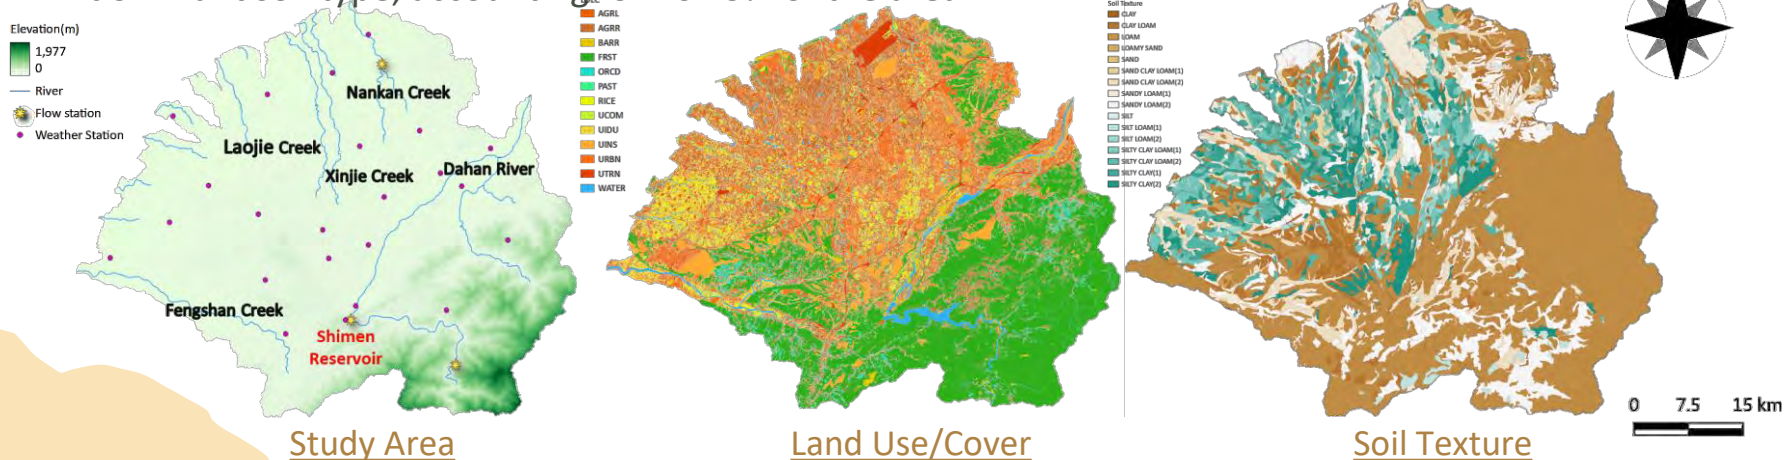 Elevation(m)
1,977
0
River
Flow station
Weather Station
Nankan Creek
Laojie Creek
Xinjie Creek
Dahan River
Fengshan Creek
Shimen
Reservoir
Study Area
AGRL
AGRR
BARR
FRST
ORCD
PAST
RICE
UCOM
UIDU
UINS
URBN
UTRN
WATER
Land Use/Cover
Soil Texture
CLAY
CLAY LOAM
LOAM
LOAMY SAND
SAND
SAND CLAY LOAM(1)
SAND CLAY LOAM(2)
SANDY LOAM(1)
SANDY LOAM(2)
SILT
SILT LOAM(1)
SILT LOAM(2)
SILTY CLAY LOAM(1)
SILTY CLAY LOAM(2)
SILTY CLAY(1)
SILTY CLAY(2)
Soil Texture
0 7.5 15 km